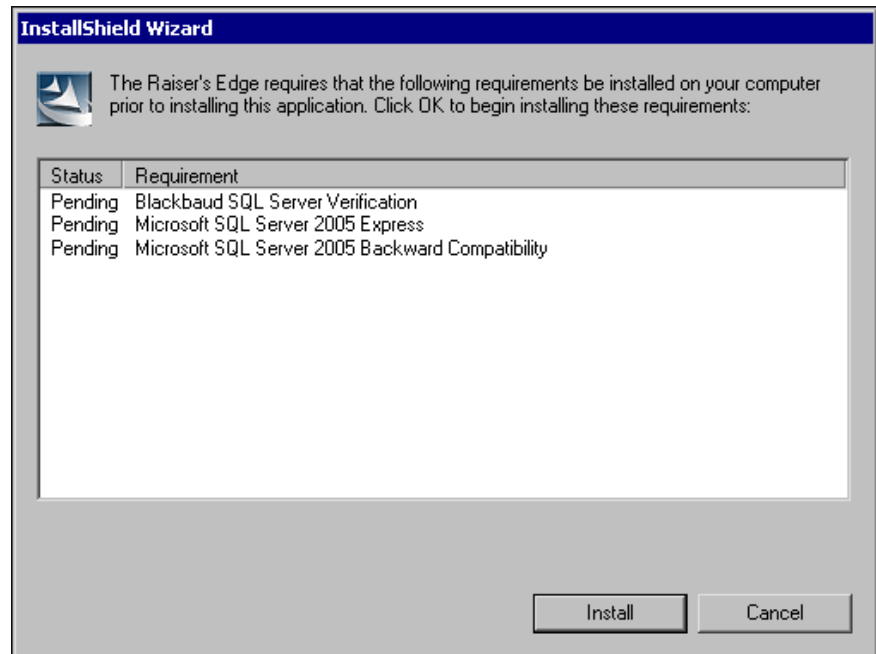 InstallShield Wizard
The Raiser's Edge requires that the following requirements be installed on your computer
prior to installing this application. Click OK to begin installing these requirements:
Status Requirement
Pending Blackbaud SQL Server Verification
Pending Microsoft SQL Server 2005 Express
Pending Microsoft SQL Server 2005 Backward Compatibility
Install Cancel